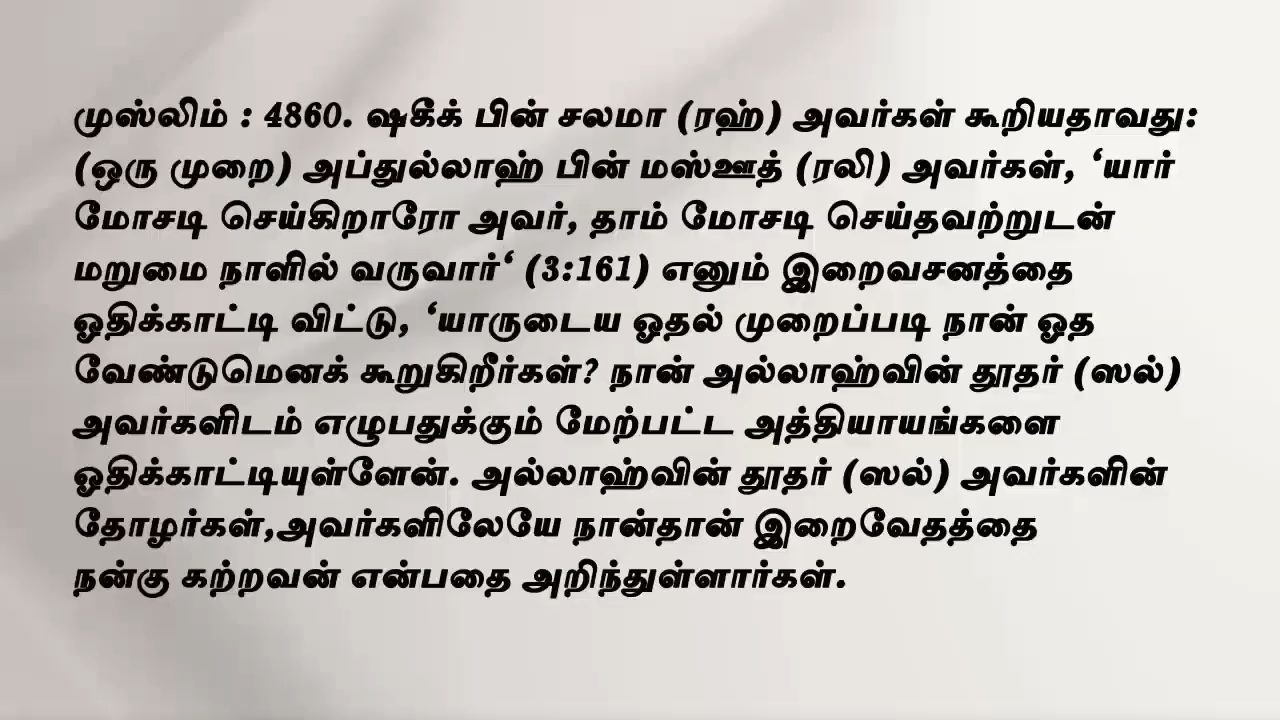 முஸ்லிம் : 4860. ஷகீக் பின் சலமா (ரஹ்) அவர்கள் கூறியதாவது:
(ஒரு முறை) அப்துல்லாஹ் பின் மஸ்ஊத் (ரலி) அவர்கள், ‘யார்
மோசடி செய்கிறாரோ அவர், தாம் மோசடி செய்தவற்றுடன்
மறுமை நாளில் வருவார்‘ (3:161) எனும் இறைவசனத்தை
ஓதிக்காட்டி விட்டு, ‘யாருடைய ஓதல் முறைப்படி நான் ஓத
வேண்டுமெனக் கூறுகிறீர்கள்? நான் அல்லாஹ்வின் தூதர் (ஸல்)
அவர்களிடம் எழுபதுக்கும் மேற்பட்ட அத்தியாயங்களை
ஓதிக்காட்டியுள்ளேன். அல்லாஹ்வின் தூதர் (ஸல்) அவர்களின்
தோழர்கள்,அவர்களிலேயே நான்தான் இறைவேதத்தை
நன்கு கற்றவன் என்பதை அறிந்துள்ளார்கள்.